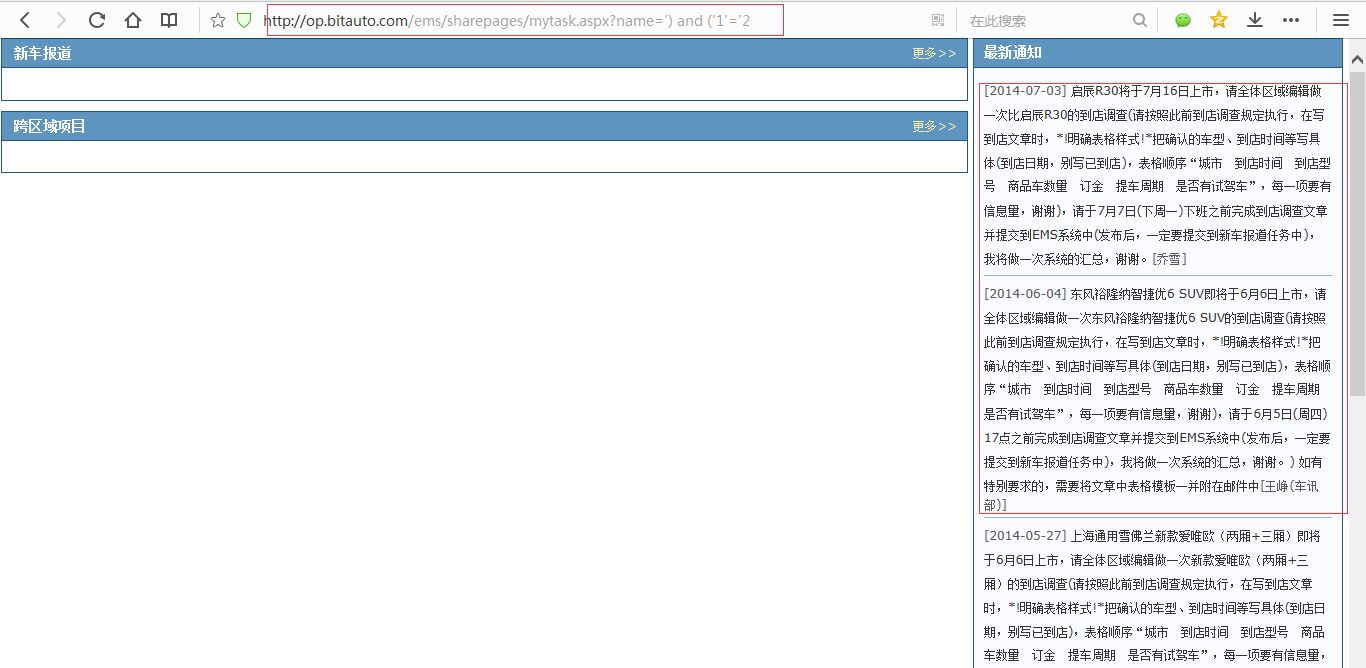 http://op.bitauto.com/ems/sharepages/mytask.aspx?name=') and ('1'='2
在此搜索
新车报道 更多>>
跨区域项目 更多>>
最新通知
[2014-07-03] 启辰R30将于7月16日上市，请全体区域编辑做
一次比启辰R30的到店调查(请按照此前到店调查规定执行，在写
到店文章时，*!明确表格样式!*把确认的车型、到店时间等写具
体(到店日期，别写已到店)，表格顺序“城市　到店时间　到店型
号　商品车数量　订金　提车周期　是否有试驾车”，每一项要有
信息量，谢谢)，请于7月7日(下周一)下班之前完成到店调查文章
并提交到EMS系统中(发布后，一定要提交到新车报道任务中)，
我将做一次系统的汇总，谢谢。[乔雪]
[2014-06-04] 东风裕隆纳智捷优6 SUV即将于6月6日上市，请
全体区域编辑做一次东风裕隆纳智捷优6 SUV的到店调查(请按照
此前到店调查规定执行，在写到店文章时，*!明确表格样式!*把
确认的车型、到店时间等写具体(到店日期，别写已到店)，表格顺
序“城市　到店时间　到店型号　商品车数量　订金　提车周期
是否有试驾车”，每一项要有信息量，谢谢)，请于6月5日(周四)
17点之前完成到店调查文章并提交到EMS系统中(发布后，一定要
提交到新车报道任务中)，我将做一次系统的汇总，谢谢。) 如有
特别要求的，需要将文章中表格模板一并附在邮件中[王峥(车讯
部)]
[2014-05-27] 上海通用雪佛兰新款爱唯欧（两厢+三厢）即将
于6月6日上市，请全体区域编辑做一次新款爱唯欧（两厢+三
厢）的到店调查(请按照此前到店调查规定执行，在写到店文章
时，*!明确表格样式!*把确认的车型、到店时间等写具体(到店日
期，别写已到店)，表格顺序“城市　到店时间　到店型号　商品
车数量　订金　提车周期　是否有试驾车”，每一项要有信息量，